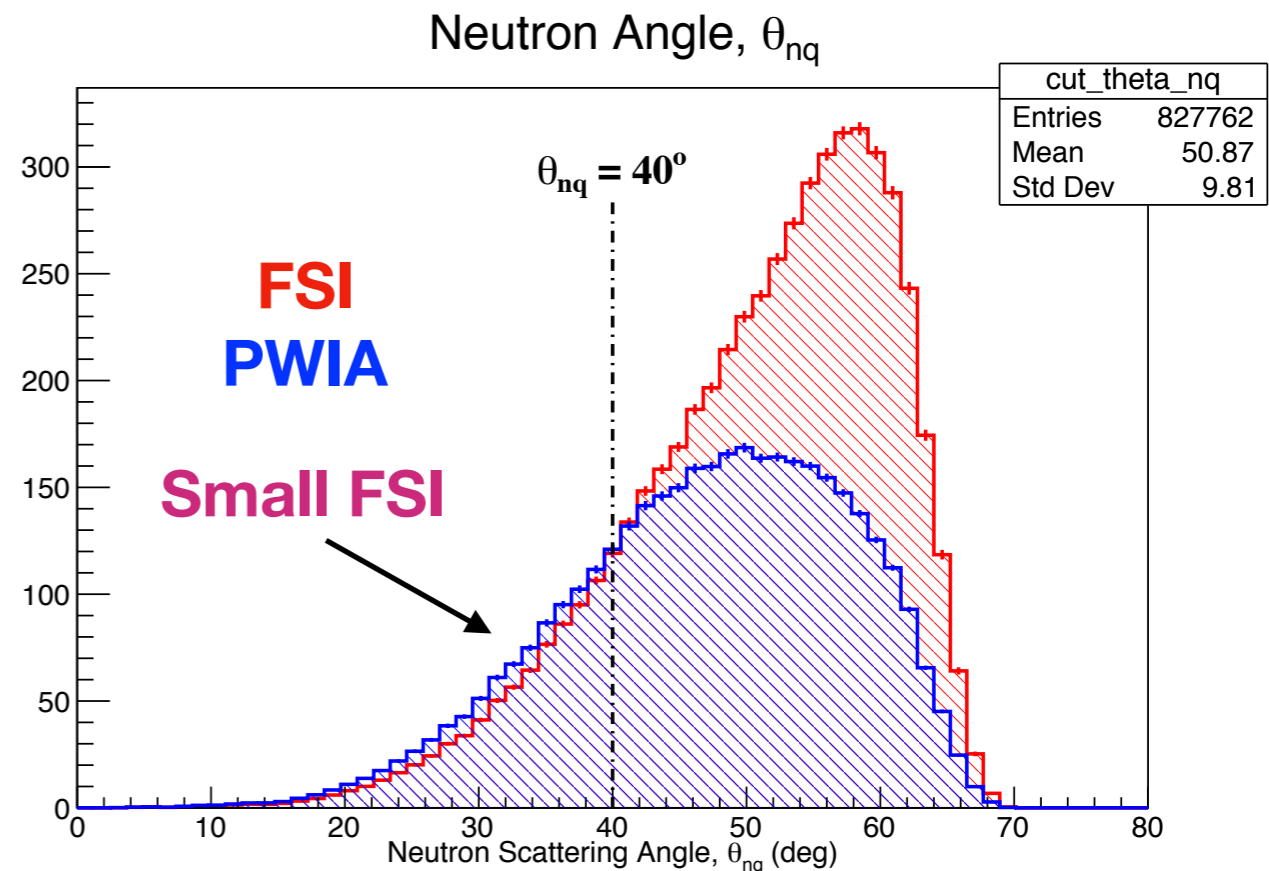 Neutron Angle, θnq
cut_theta_nq
Entries 827762
Mean 50.87
Std Dev 9.81
θnq = 40°
FSI
PWIA
Small FSI
300
250
200
150
100
50
0
0 10 20 30 40 50 60 70 80
Neutron Scattering Angle, θnq (deg)